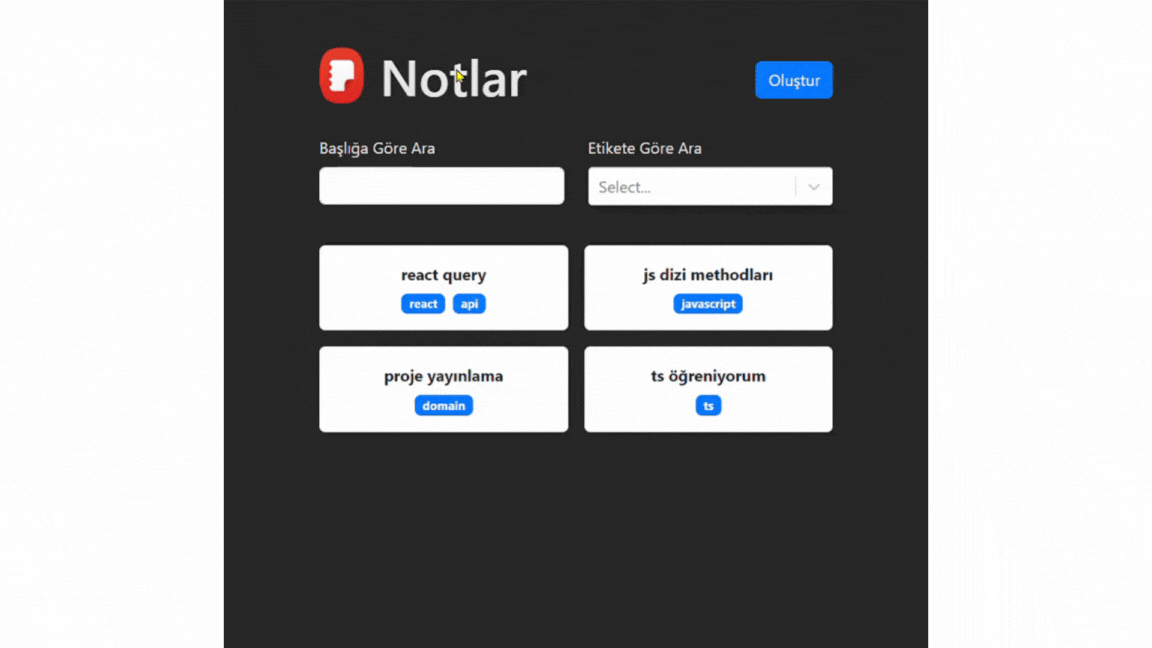 Notlar
Oluştur
Başlığa Göre Ara
Etikete Göre Ara
Select...
react query
react api
js dizi methodları
javascript
proje yayınlama
domain
ts öğreniyorum
ts